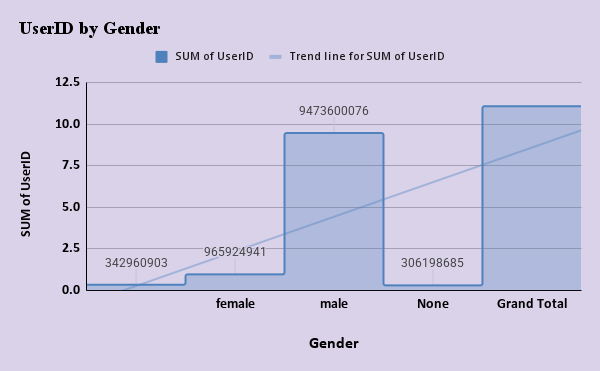 UserID by Gender
SUM of UserID
Trend line for SUM of UserID
12.5
10.0
7.5
5.0
2.5
0.0
SUM of UserID
342960903
965924941
9473600076
306198685
female
male
None
Grand Total
Gender